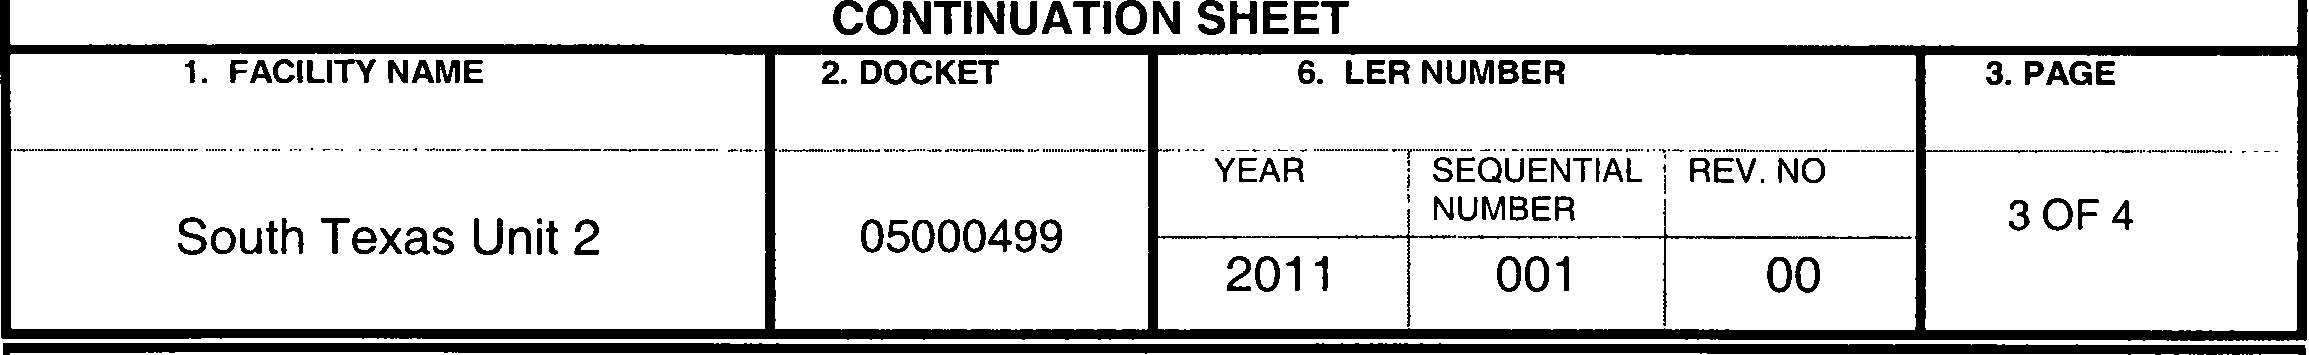 CONTINUATION SHEET
1. FACILITY NAME
2. DOCKET
6. LER NUMBER
3. PAGE
South Texas Unit 2
05000499
YEAR
SEQUENTIAL
NUMBER
REV. NO
2011
001
00
3 OF 4